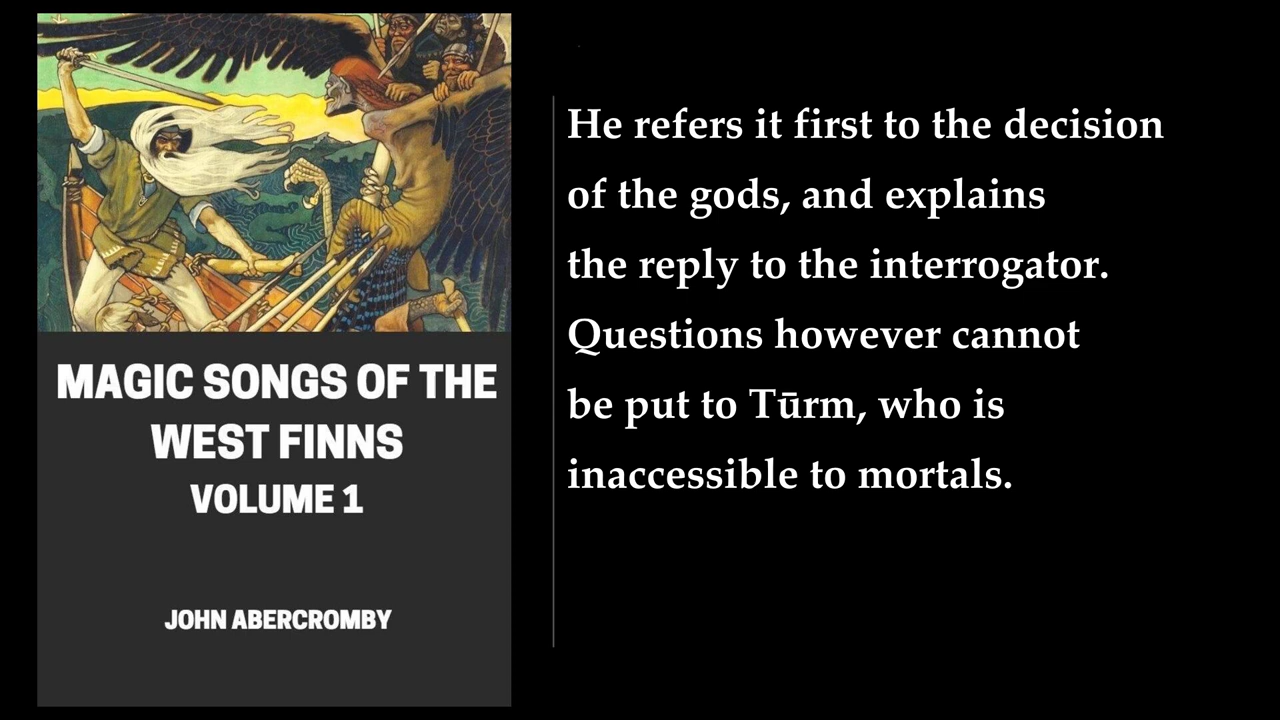 MAGIC SONGS OF THE
WEST FINNS
VOLUME 1
JOHN ABERCROMBY
He refers it first to the decision
of the gods, and explains
the reply to the interrogator.
Questions however cannot
be put to Tūrm, who is
inaccessible to mortals.